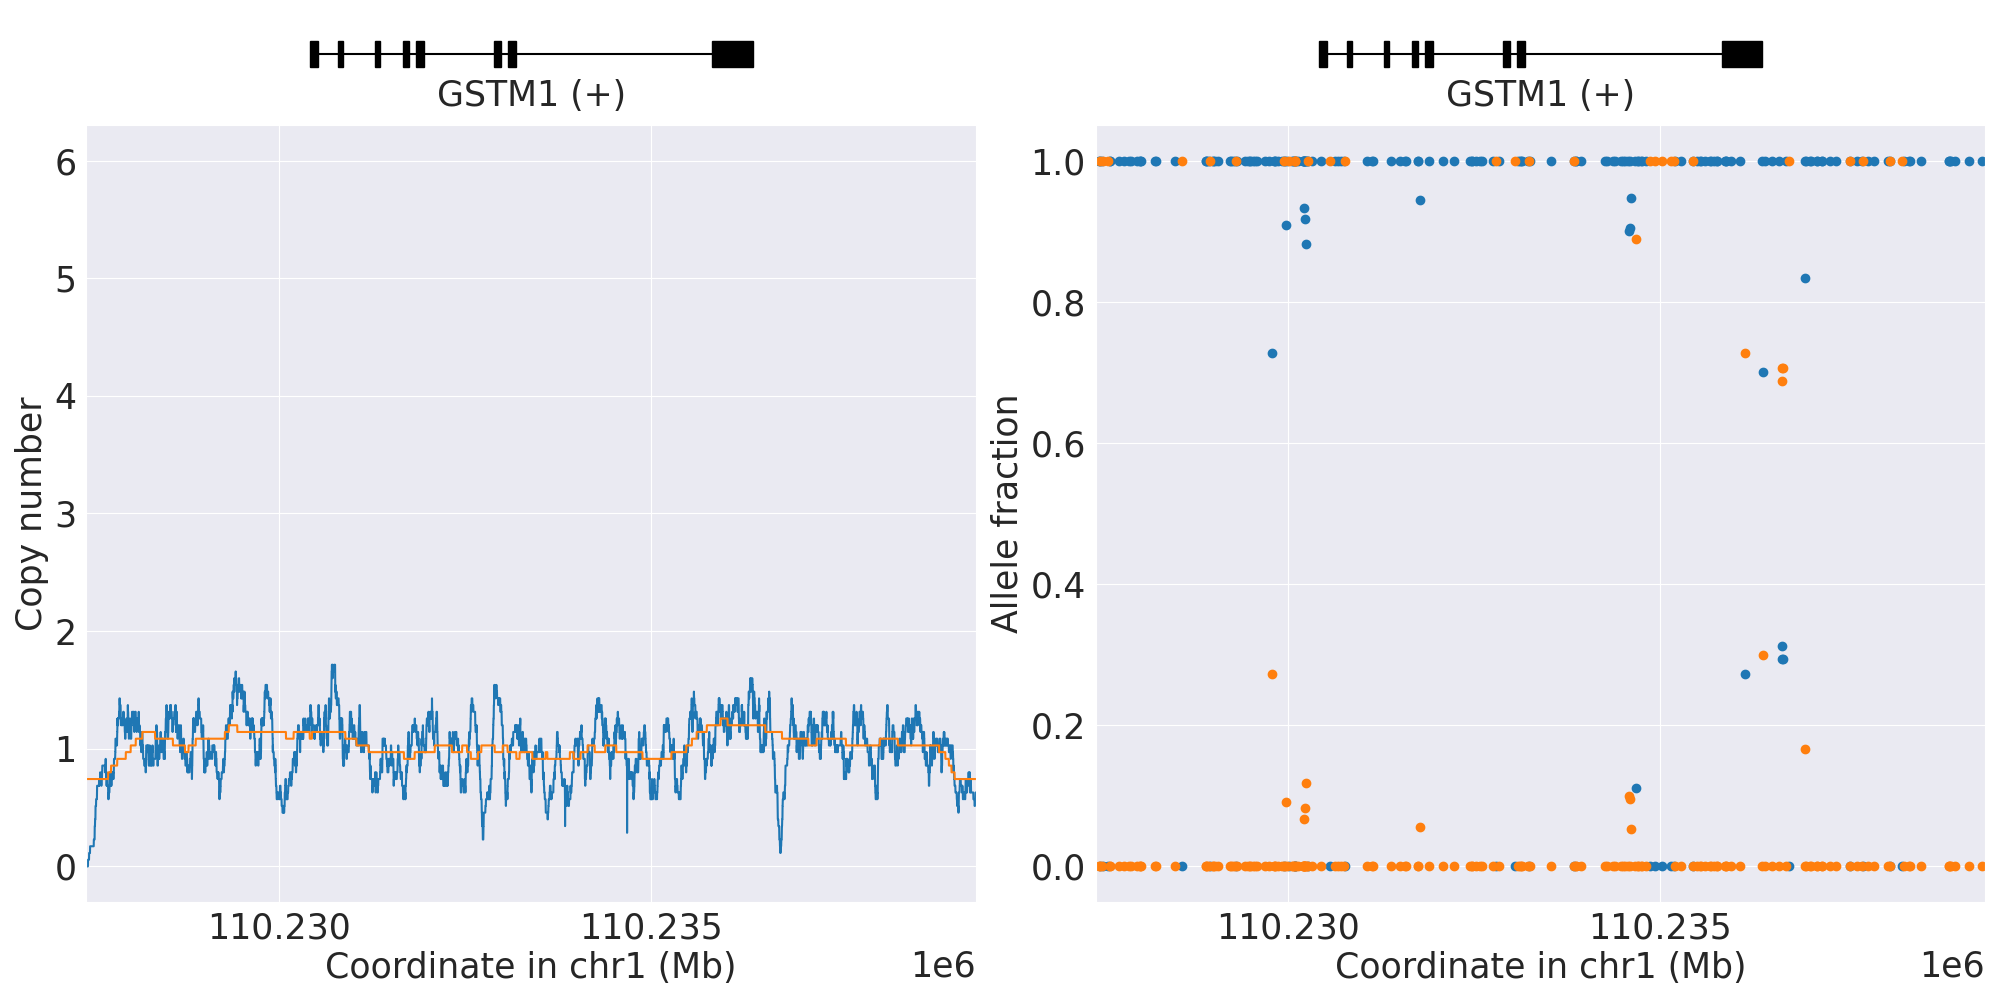 GSTM1 (+)
GSTM1 (+)
6
5
4
3
2
1
0
Copy number
110.230
110.235
Coordinate in chr1 (Mb)
1e6
1.0
0.8
0.6
0.4
0.2
0.0
Allele fraction
110.230
110.235
Coordinate in chr1 (Mb)
1e6